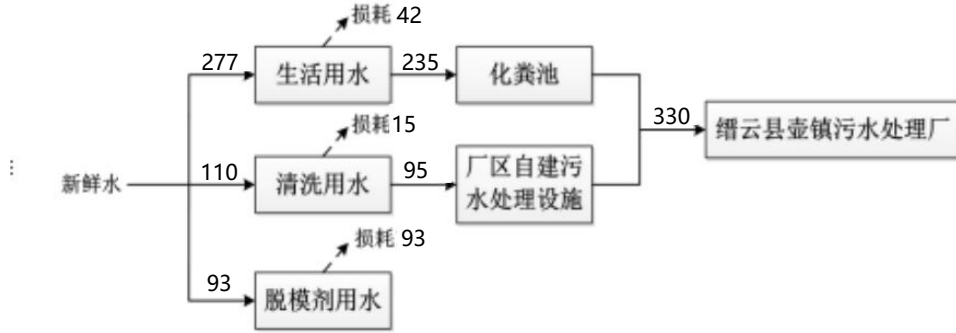 损耗 42
277
生活用水
235
化粪池
330
缙云县壶镇污水处理厂
损耗15
新鲜水
110
清洗用水
95
厂区自建污
水处理设施
损耗 93
93
脱模剂用水